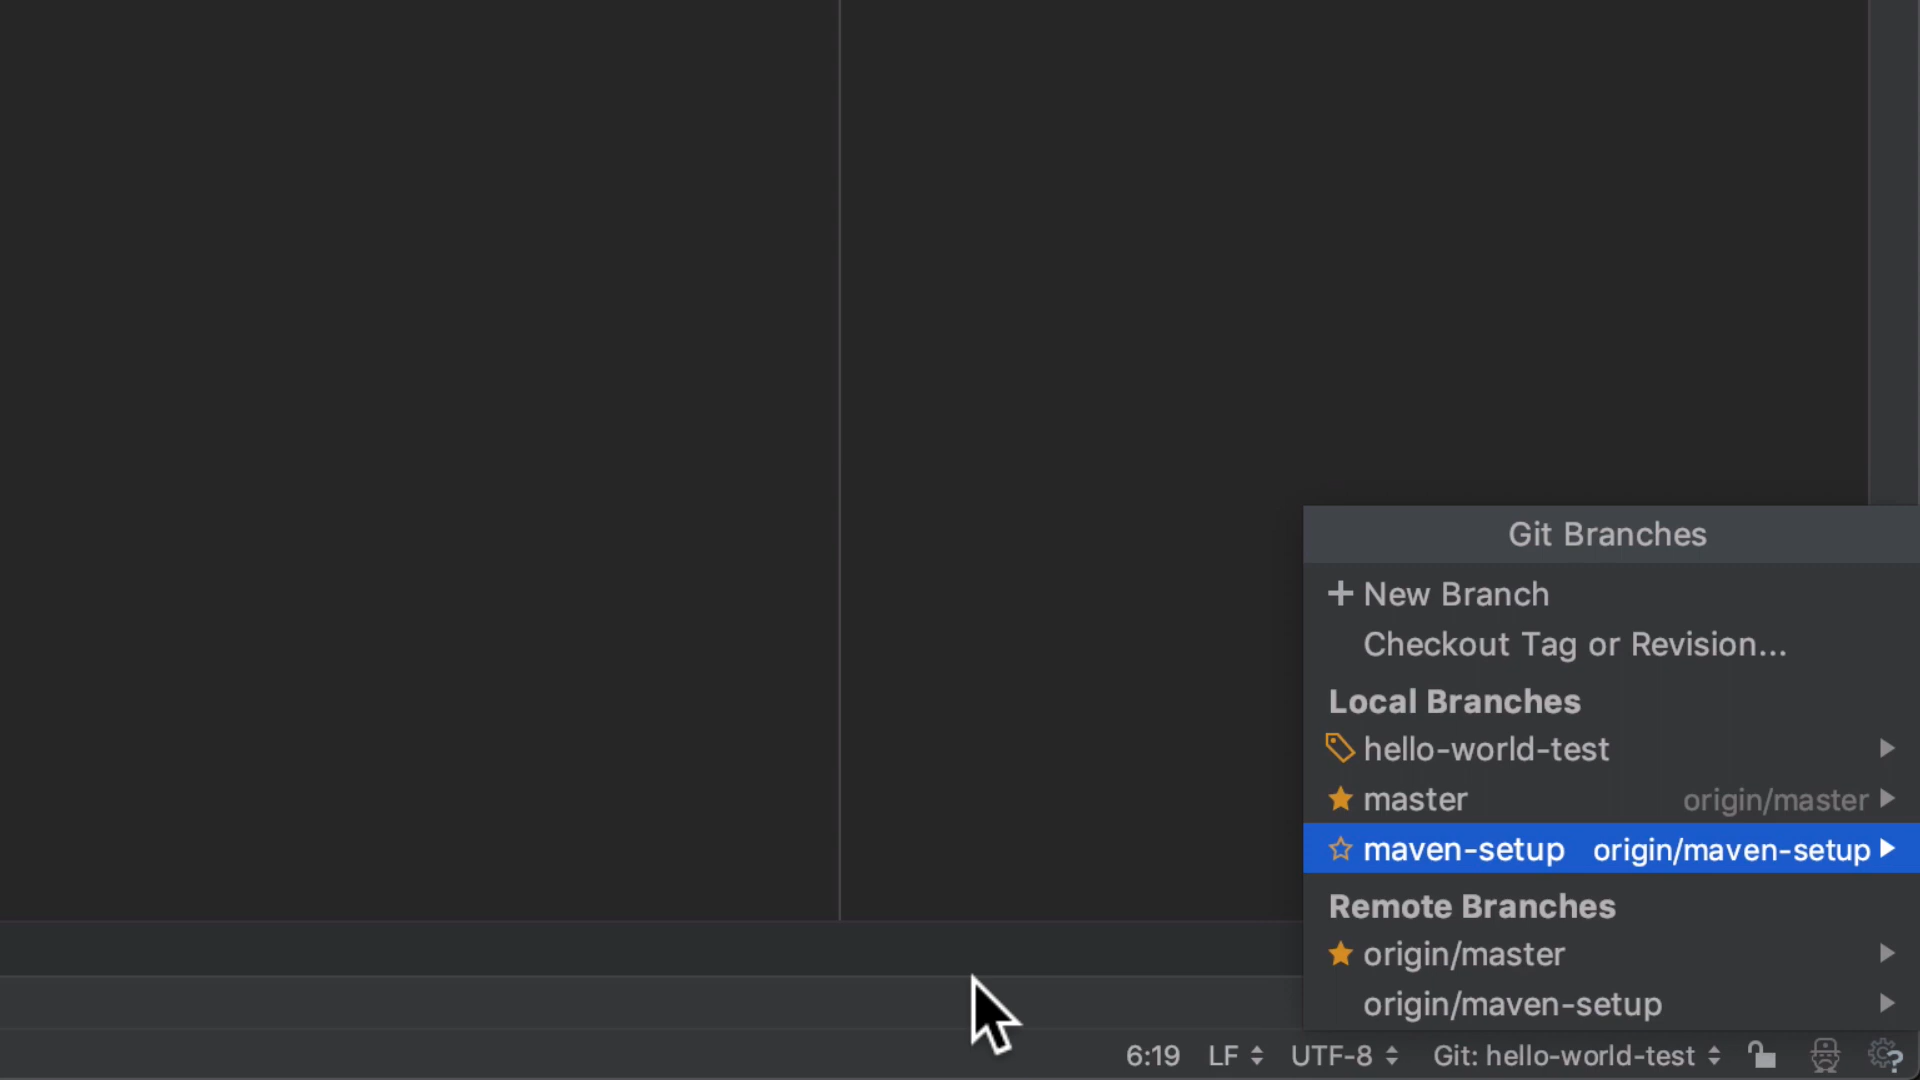 Git Branches
New Branch
Checkout Tag or Revision...
Local Branches
hello-world-test
master origin/master
maven-setup origin/maven-setup
Remote Branches
origin/master
origin/maven-setup
6:19 LF UTF-8 Git: hello-world-test